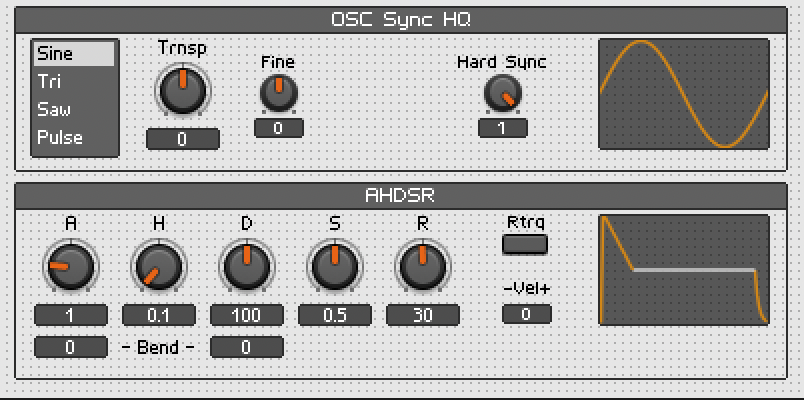 OSC Sync HQ
Sine
Tri
Saw
Pulse
Trnsp
0
Fine
0
Hard Sync
1
AHDSR
A H D S R
1 0.1 100 0.5 30
0 - Bend - 0
Rtrg
-Vel+
0